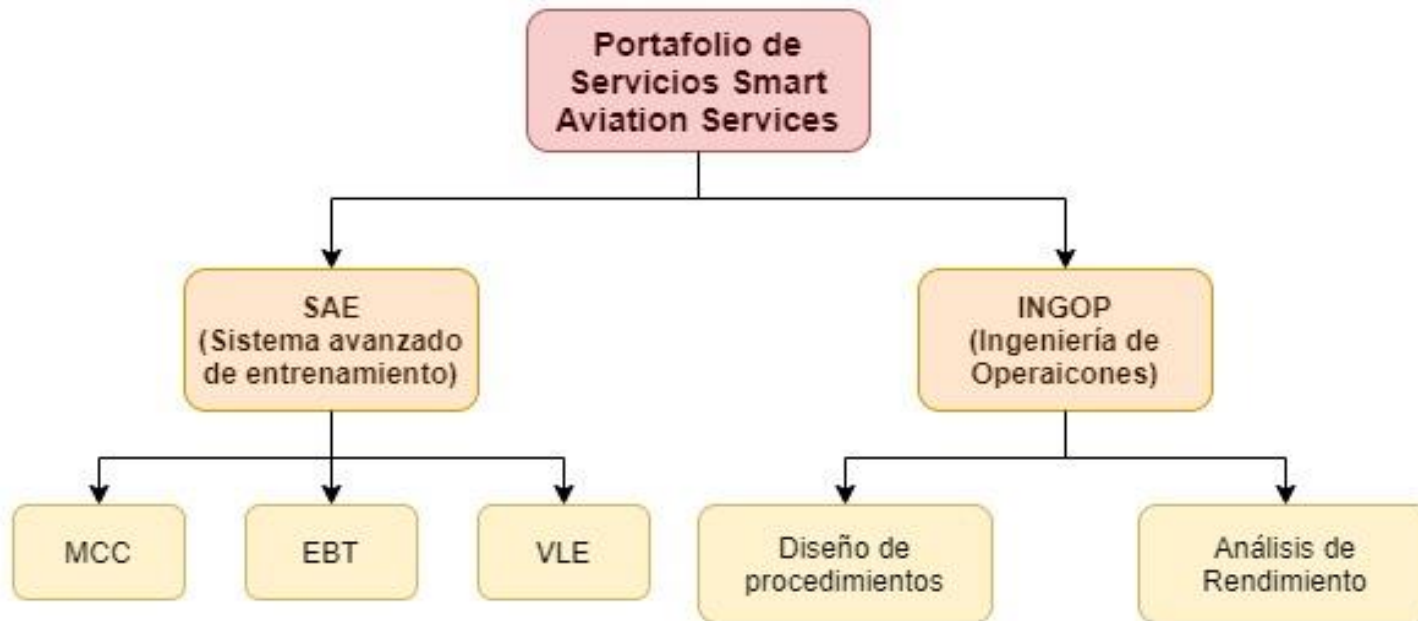 Portafolio de
Servicios Smart
Aviation Services
SAE
(Sistema avanzado
de entrenamiento)
INGOP
(Ingeniería de
Operaicones)
MCC
EBT
VLE
Diseño de
procedimientos
Análisis de
Rendimiento